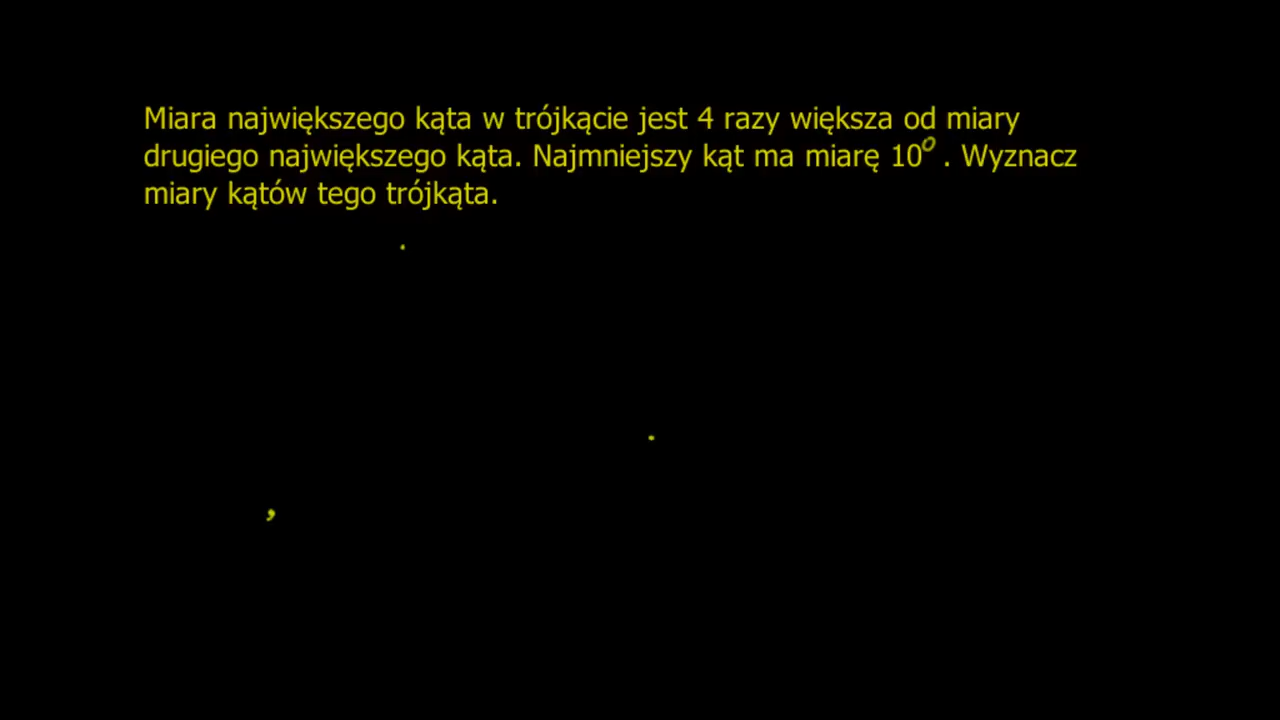 Miara największego kąta w trójkącie jest 4 razy większa od miary
drugiego największego kąta. Najmniejszy kąt ma miarę 10⁰ . Wyznacz
miary kątów tego trójkąta.